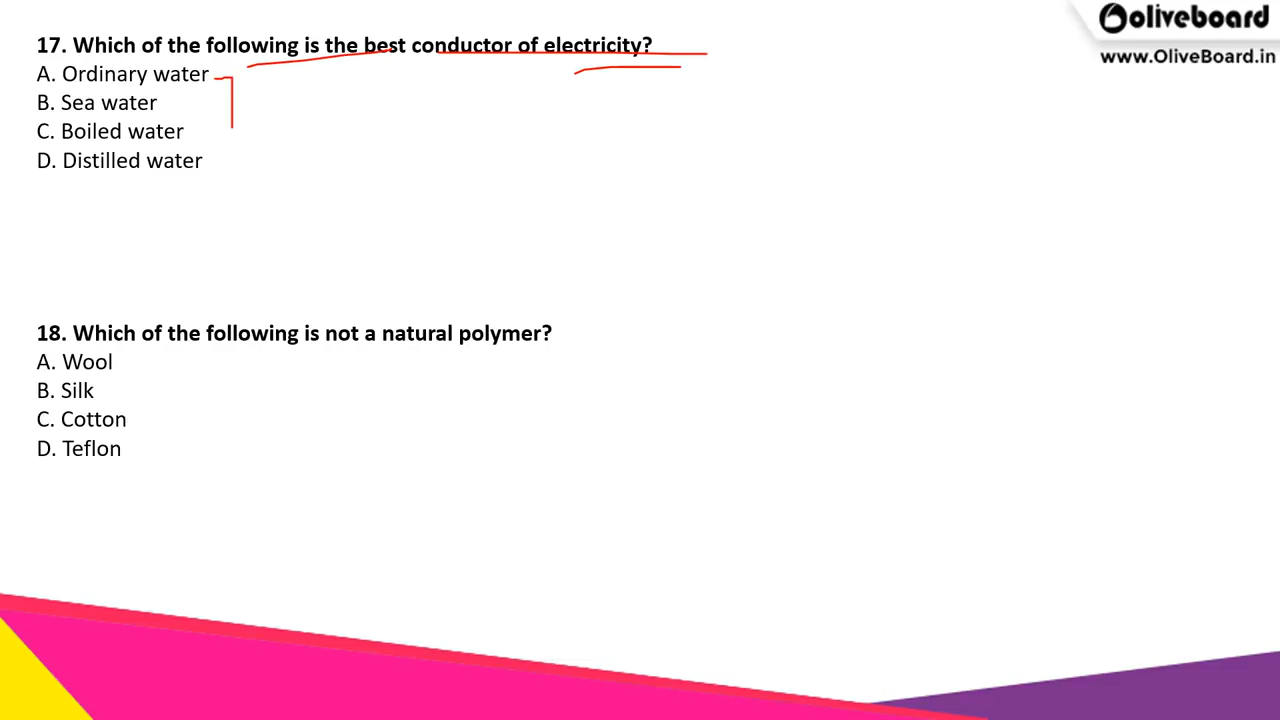 oliveboard
www.OliveBoard.in
17. Which of the following is the best conductor of electricity?
A. Ordinary water
B. Sea water
C. Boiled water
D. Distilled water
18. Which of the following is not a natural polymer?
A. Wool
B. Silk
C. Cotton
D. Teflon